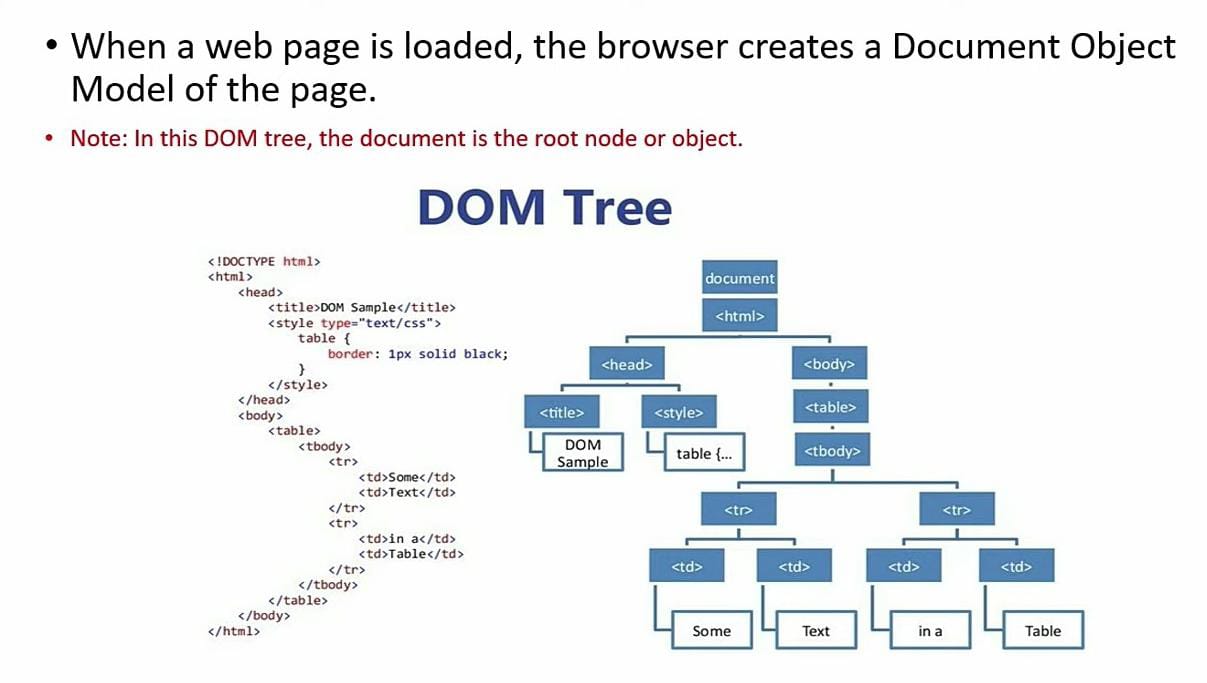 • When a web page is loaded, the browser creates a Document Object
Model of the page.
• Note: In this DOM tree, the document is the root node or object.
DOM Tree
<!DOCTYPE html>
<html>
<head>
<title>DOM Sample</title>
<style type="text/css">
table {
border: 1px solid black;
}
</style>
</head>
<body>
<table>
<tbody>
<tr>
<td>Some</td>
<td>Text</td>
</tr>
<tr>
<td>in a</td>
<td>Table</td>
</tr>
</tbody>
</table>
</body>
</html>
document
<html>
<head>
<body>
<title>
<style>
<table>
DOM
Sample
table {...
<tbody>
<tr>
<tr>
<td>
<td>
<td>
<td>
Some
Text
in a
Table